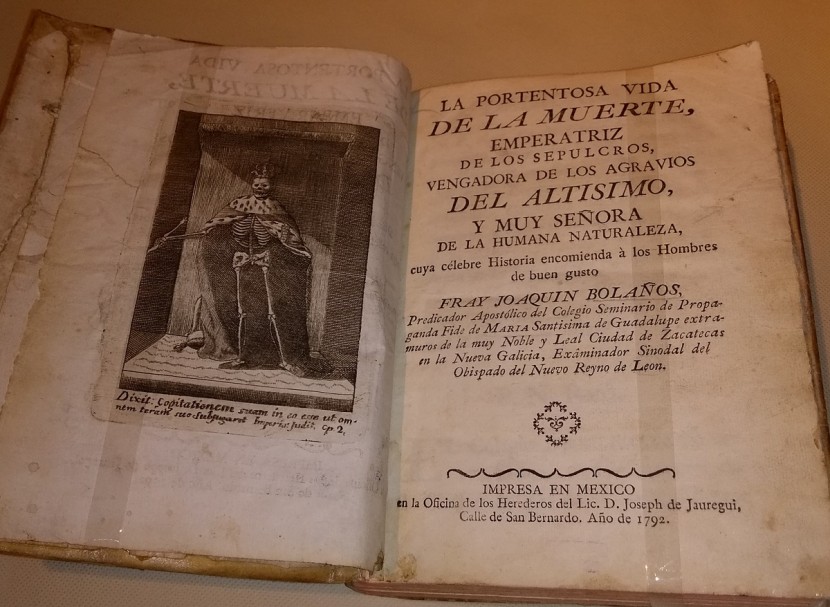 Dixit: Cogitationem suam in eo esse ut om-
nem teram suo Subjugaret Imperio: Judit. Cp 2,
LA PORTENTOSA VIDA
DE LA MUERTE,
EMPERATRIZ
DE LOS SEPULCROS,
VENGADORA DE LOS AGRAVIOS
DEL ALTISIMO,
Y MUY SEÑORA
DE LA HUMANA NATURALEZA,
cuya célebre Historia encomienda à los Hombres
de buen gusto
FRAY JOAQUIN BOLAÑOS,
Predicador Apostólico del Colegio Seminario de Propa-
ganda Fide de MARIA Santisima de Guadalupe extra-
muros de la muy Noble y Leal Ciudad de Zacatecas
en la Nueva Galicia, Exâminador Sinodal del
Obispado del Nuevo Reyno de Leon.
IMPRESA EN MEXICO
en la Oficina de los Herederos del Lic. D. Joseph de Jauregui,
Calle de San Bernardo. Año de 1792.